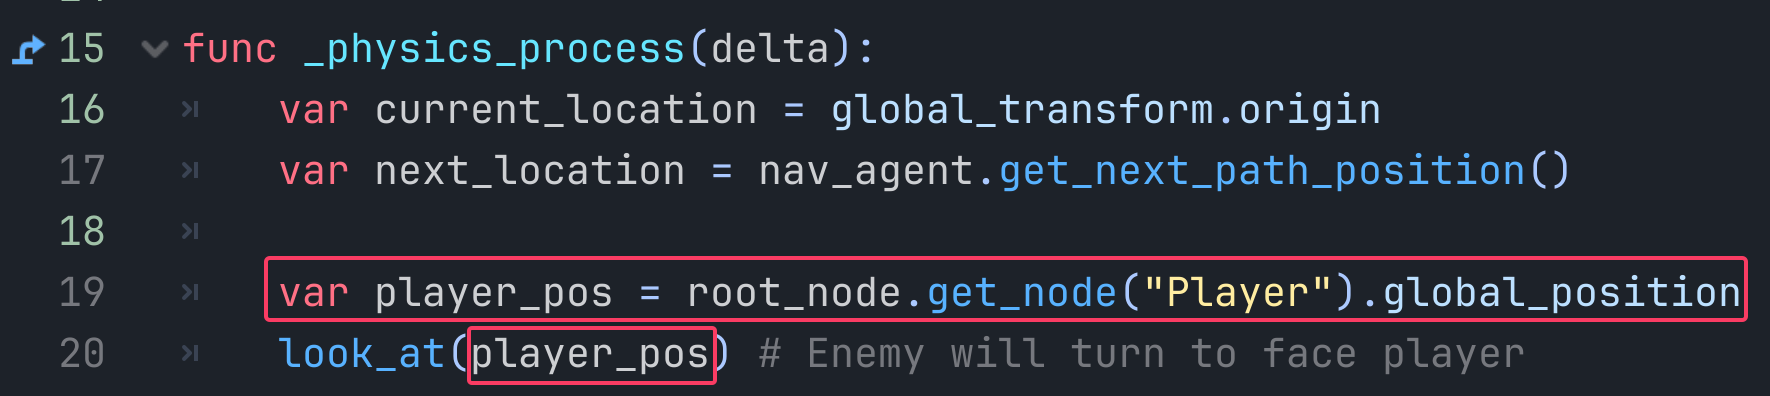 15 func _physics_process(delta):
16 var current_location = global_transform.origin
17 var next_location = nav_agent.get_next_path_position()
18
19 var player_pos = root_node.get_node("Player").global_position
20 look_at(player_pos) # Enemy will turn to face player